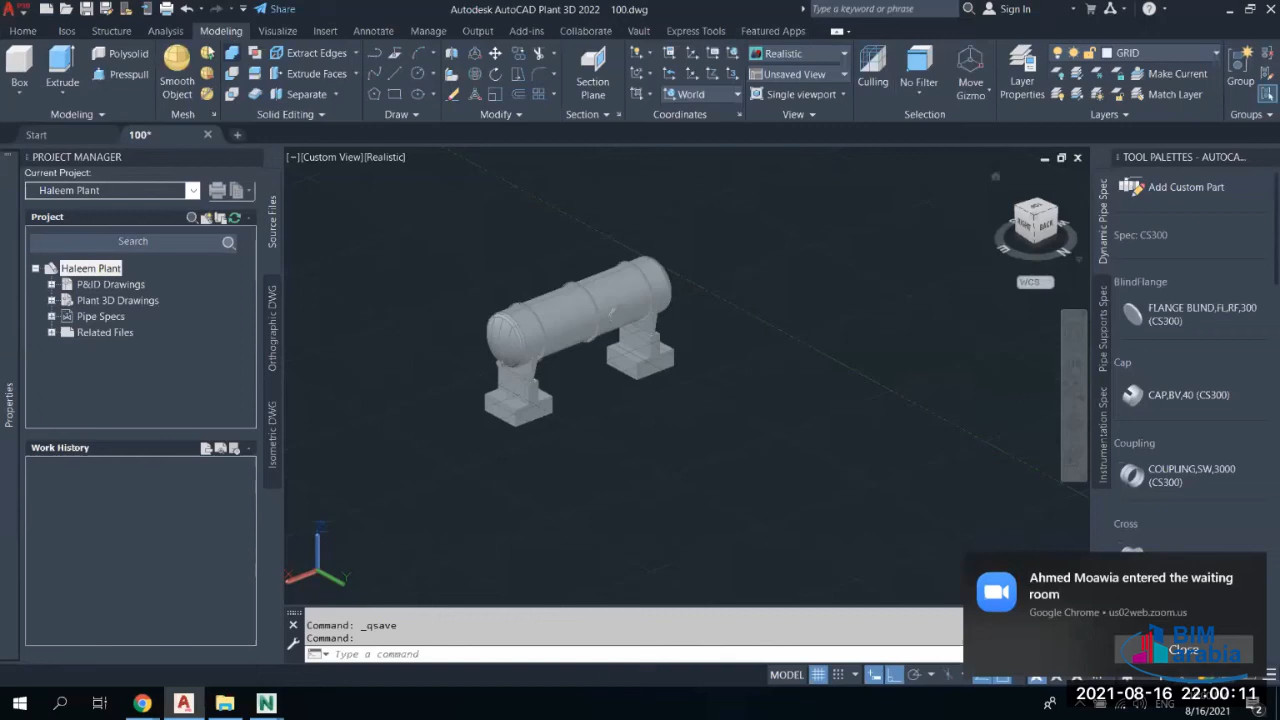 Share
Autodesk AutoCAD Plant 3D 2022 100.dwg
Type a keyword or phrase
Sign In
Home
Isos
Structure
Analysis
Modeling
Visualize
Insert
Annotate
Manage
Output
Add-ins
Collaborate
Vault
Express Tools
Featured Apps
Box
Extrude
Polysolid
Presspull
Smooth
Object
Extract Edges
Extrude Faces
Separate
Section
Plane
World
Realistic
Unsaved View
Single viewport
Culling
No Filter
Move
Gizmo
Layer
Properties
GRID
Make Current
Match Layer
Group
Modeling
Mesh
Solid Editing
Draw
Modify
Section
Coordinates
View
Selection
Layers
Groups
Start
100*
PROJECT MANAGER
Current Project:
Haleem Plant
Project
Search
Haleem Plant
P&ID Drawings
Plant 3D Drawings
Pipe Specs
Related Files
Work History
Properties
Source Files
Orthographic DWG
Isometric DWG
[−][Custom View][Realistic]
TOP
RIGHT
BACK
WCS
X
Y
TOOL PALETTES - AUTOCA...
Dynamic Pipe Spec
Pipe Supports Spec
Instrumentation Spec
Add Custom Part
Spec: CS300
BlindFlange
FLANGE BLIND,FL,RF,300
(CS300)
Cap
CAP,BV,40 (CS300)
Coupling
COUPLING,SW,3000
(CS300)
Cross
Command: _qsave
Command:
Type a command
Ahmed Moawia entered the waiting
room
Google Chrome • us02web.zoom.us
Close
BIM
arabia
MODEL
2021-08-16 22:00:11
ENG
8/16/2021
2